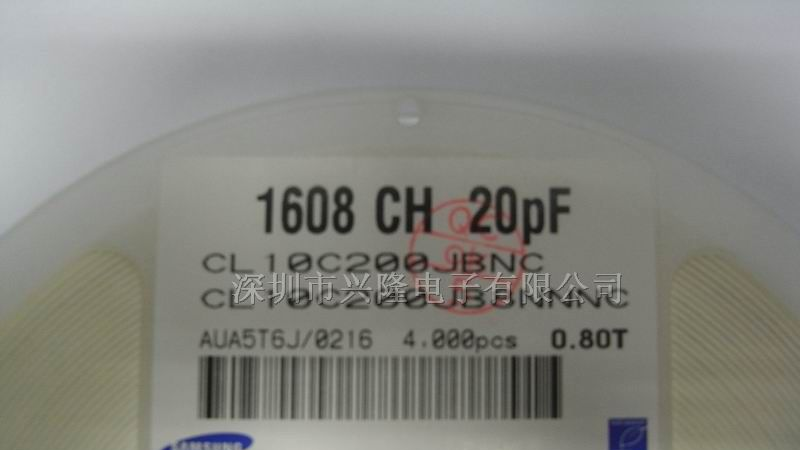 1608 CH 20pF
CL10C200JBNC
CL10C200JB8NNNC
深圳市兴隆电子有限公司
AUA5T6J/0216 4.000pcs 0.80T
SAMSUNG